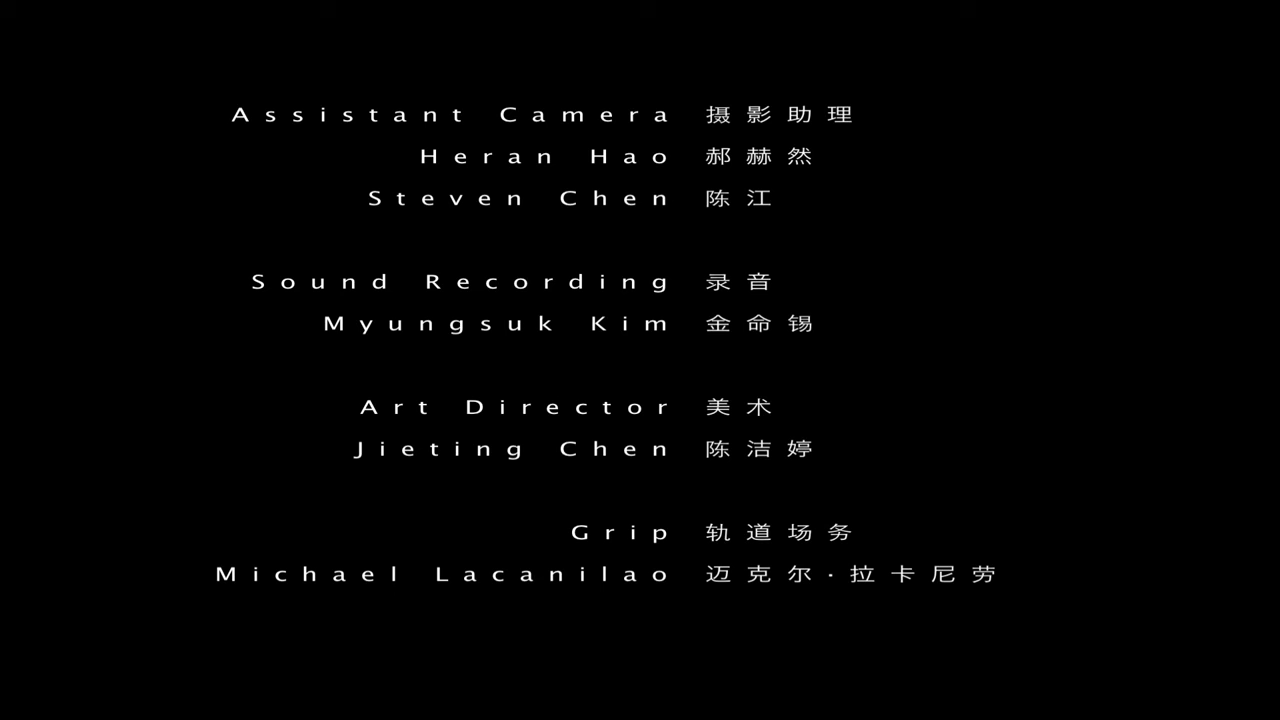 Assistant Camera 摄影助理
Heran Hao 郝赫然
Steven Chen 陈江
Sound Recording 录音
Myungsuk Kim 金命锡
Art Director 美术
Jieting Chen 陈洁婷
Grip 轨道场务
Michael Lacanilao 迈克尔·拉卡尼劳